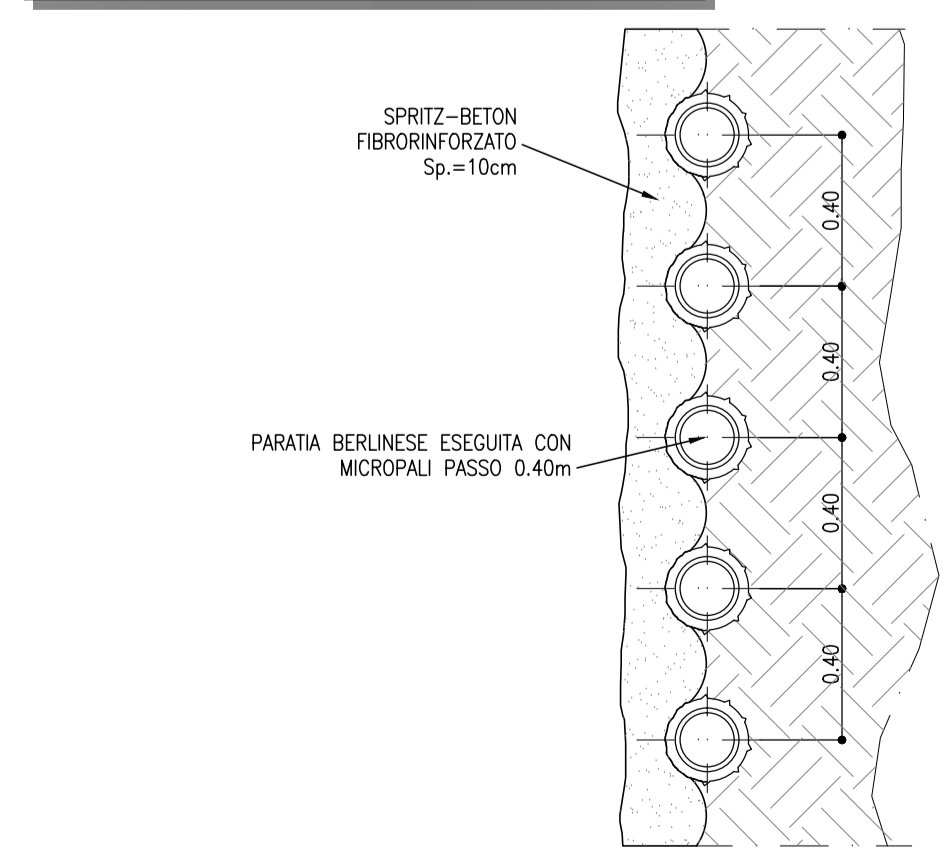 SPRITZ-BETON
FIBRORINFORZATO
Sp.=10cm
0.40
0.40
PARATIA BERLINESE ESEGUITA CON
MICROPALI PASSO 0.40m
0.40
0.40